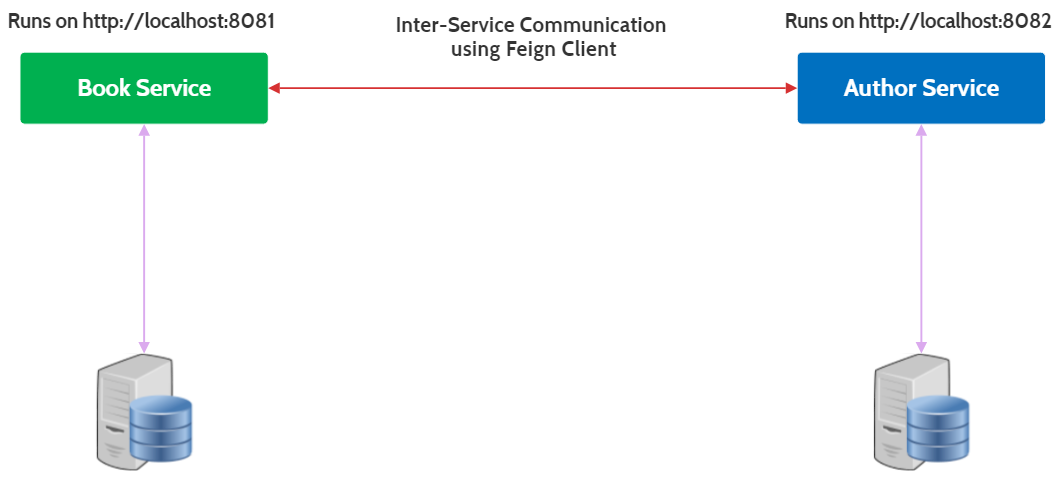 Runs on http://localhost:8081
Inter-Service Communication
using Feign Client
Runs on http://localhost:8082
Book Service
Author Service